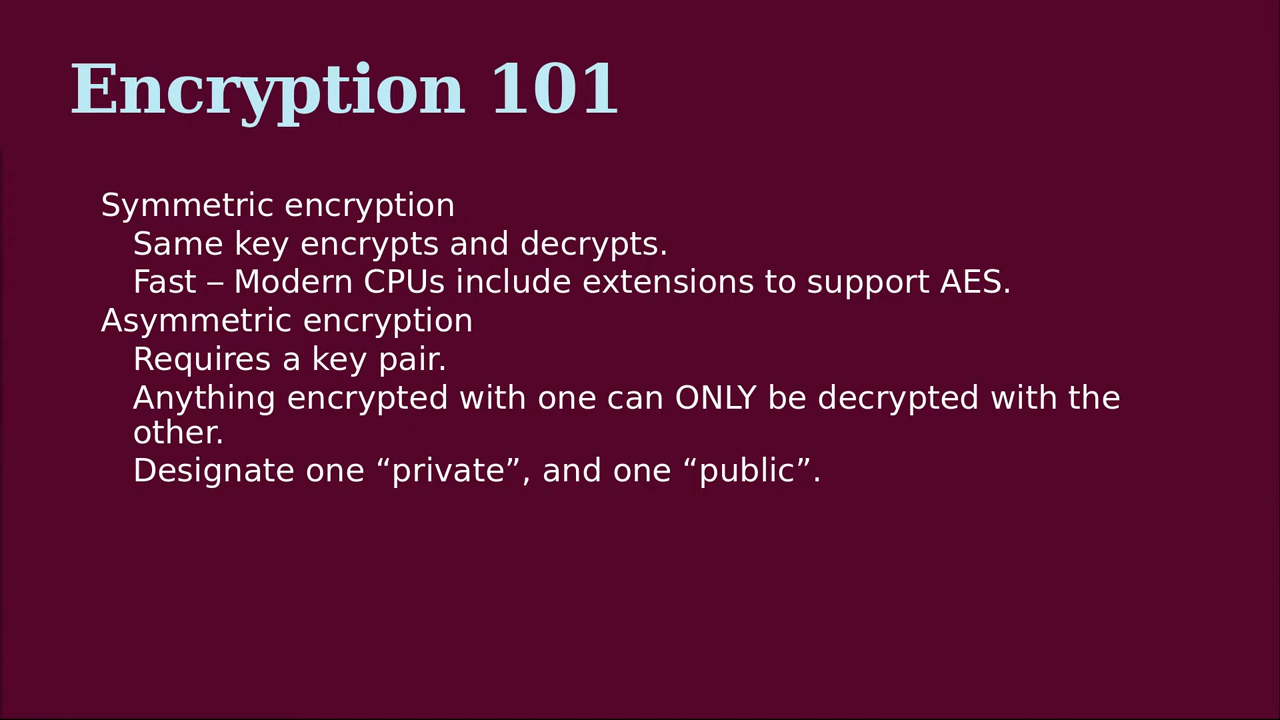 Encryption 101
Symmetric encryption
Same key encrypts and decrypts.
Fast – Modern CPUs include extensions to support AES.
Asymmetric encryption
Requires a key pair.
Anything encrypted with one can ONLY be decrypted with the
other.
Designate one “private”, and one “public”.